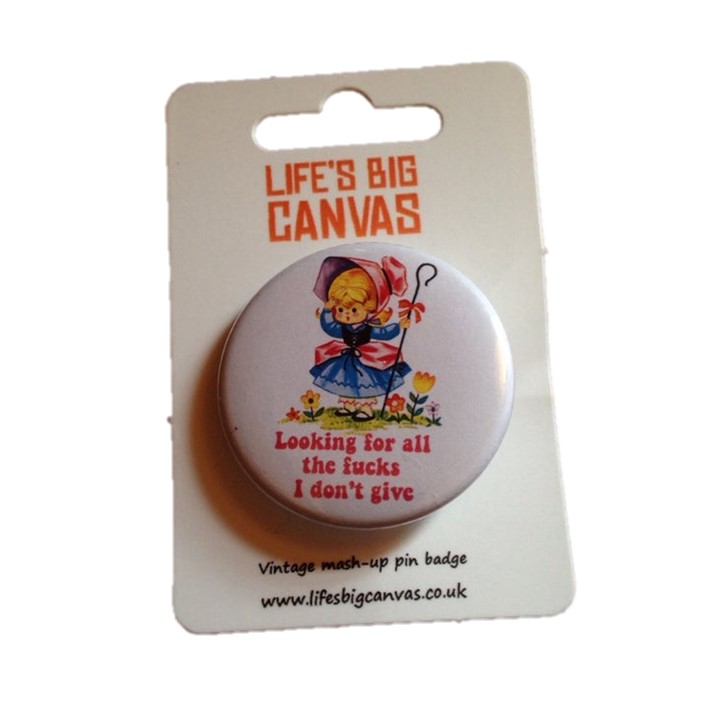 LIFE'S BIG
CANVAS
Looking for all
the fucks
I don't give
Vintage mash-up pin badge
www.lifesbigcanvas.co.uk